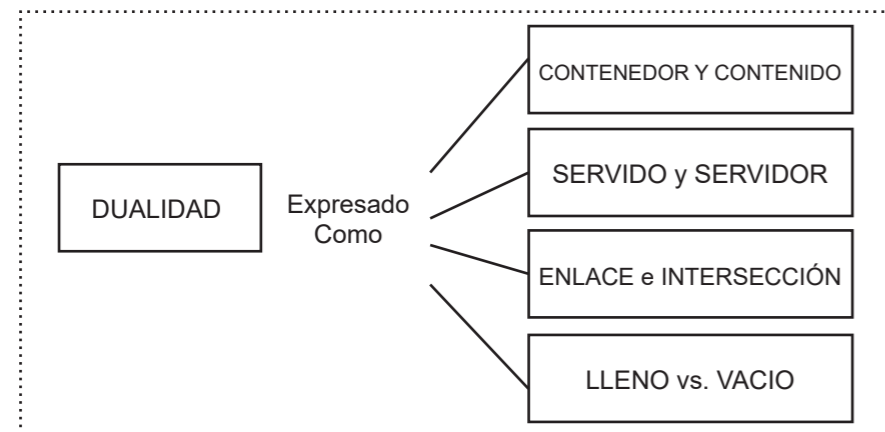 DUALIDAD
Expresado
Como
CONTENEDOR Y CONTENIDO
SERVIDO y SERVIDOR
ENLACE e INTERSECCIÓN
LLENO vs. VACIO